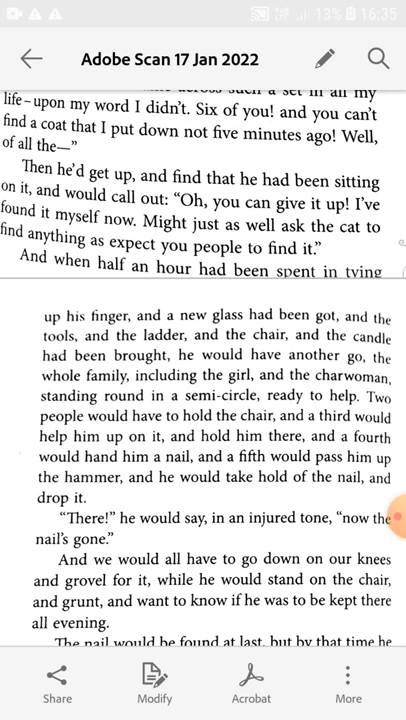 13% 16:35
Adobe Scan 17 Jan 2022
such a set in all my
life–upon my word I didn't. Six of you! and you can't
find a coat that I put down not five minutes ago! Well,
of all the—"
Then he'd get up, and find that he had been sitting
on it, and would call out: “Oh, you can give it up! I've
found it myself now. Might just as well ask the cat to
find anything as expect you people to find it.”
And when half an hour had been spent in tying
up his finger, and a new glass had been got, and the
tools, and the ladder, and the chair, and the candle
had been brought, he would have another go, the
whole family, including the girl, and the charwoman,
standing round in a semi-circle, ready to help. Two
people would have to hold the chair, and a third would
help him up on it, and hold him there, and a fourth
would hand him a nail, and a fifth would pass him up
the hammer, and he would take hold of the nail, and
drop it.
“There!” he would say, in an injured tone, “now the
nail's gone.”
And we would all have to go down on our knees
and grovel for it, while he would stand on the chair,
and grunt, and want to know if he was to be kept there
all evening.
The nail would be found at last, but by that time he
Share Modify Acrobat More